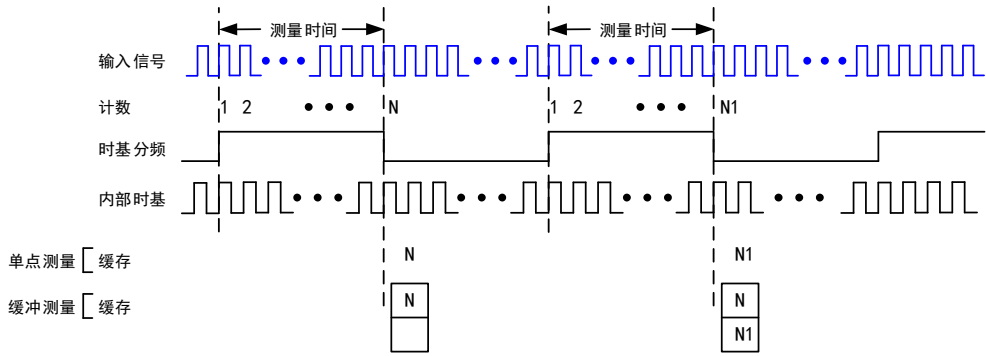 测量时间 测量时间
输入信号
计数 1 2 N 1 2 N1
时基分频
内部时基
单点测量 缓存 N N1
缓冲测量 缓存 N N
N1